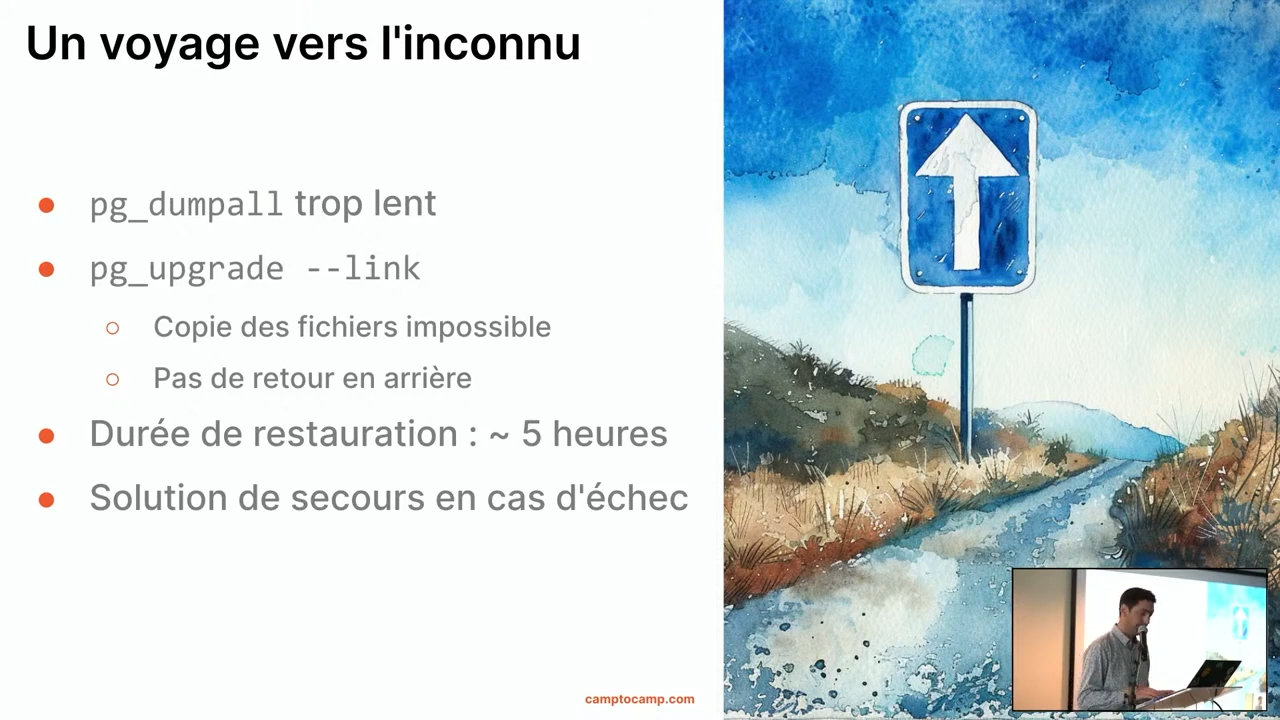 Un voyage vers l'inconnu
pg_dumpall trop lent
pg_upgrade --link
Copie des fichiers impossible
Pas de retour en arrière
Durée de restauration : ~ 5 heures
Solution de secours en cas d'échec
camptocamp.com